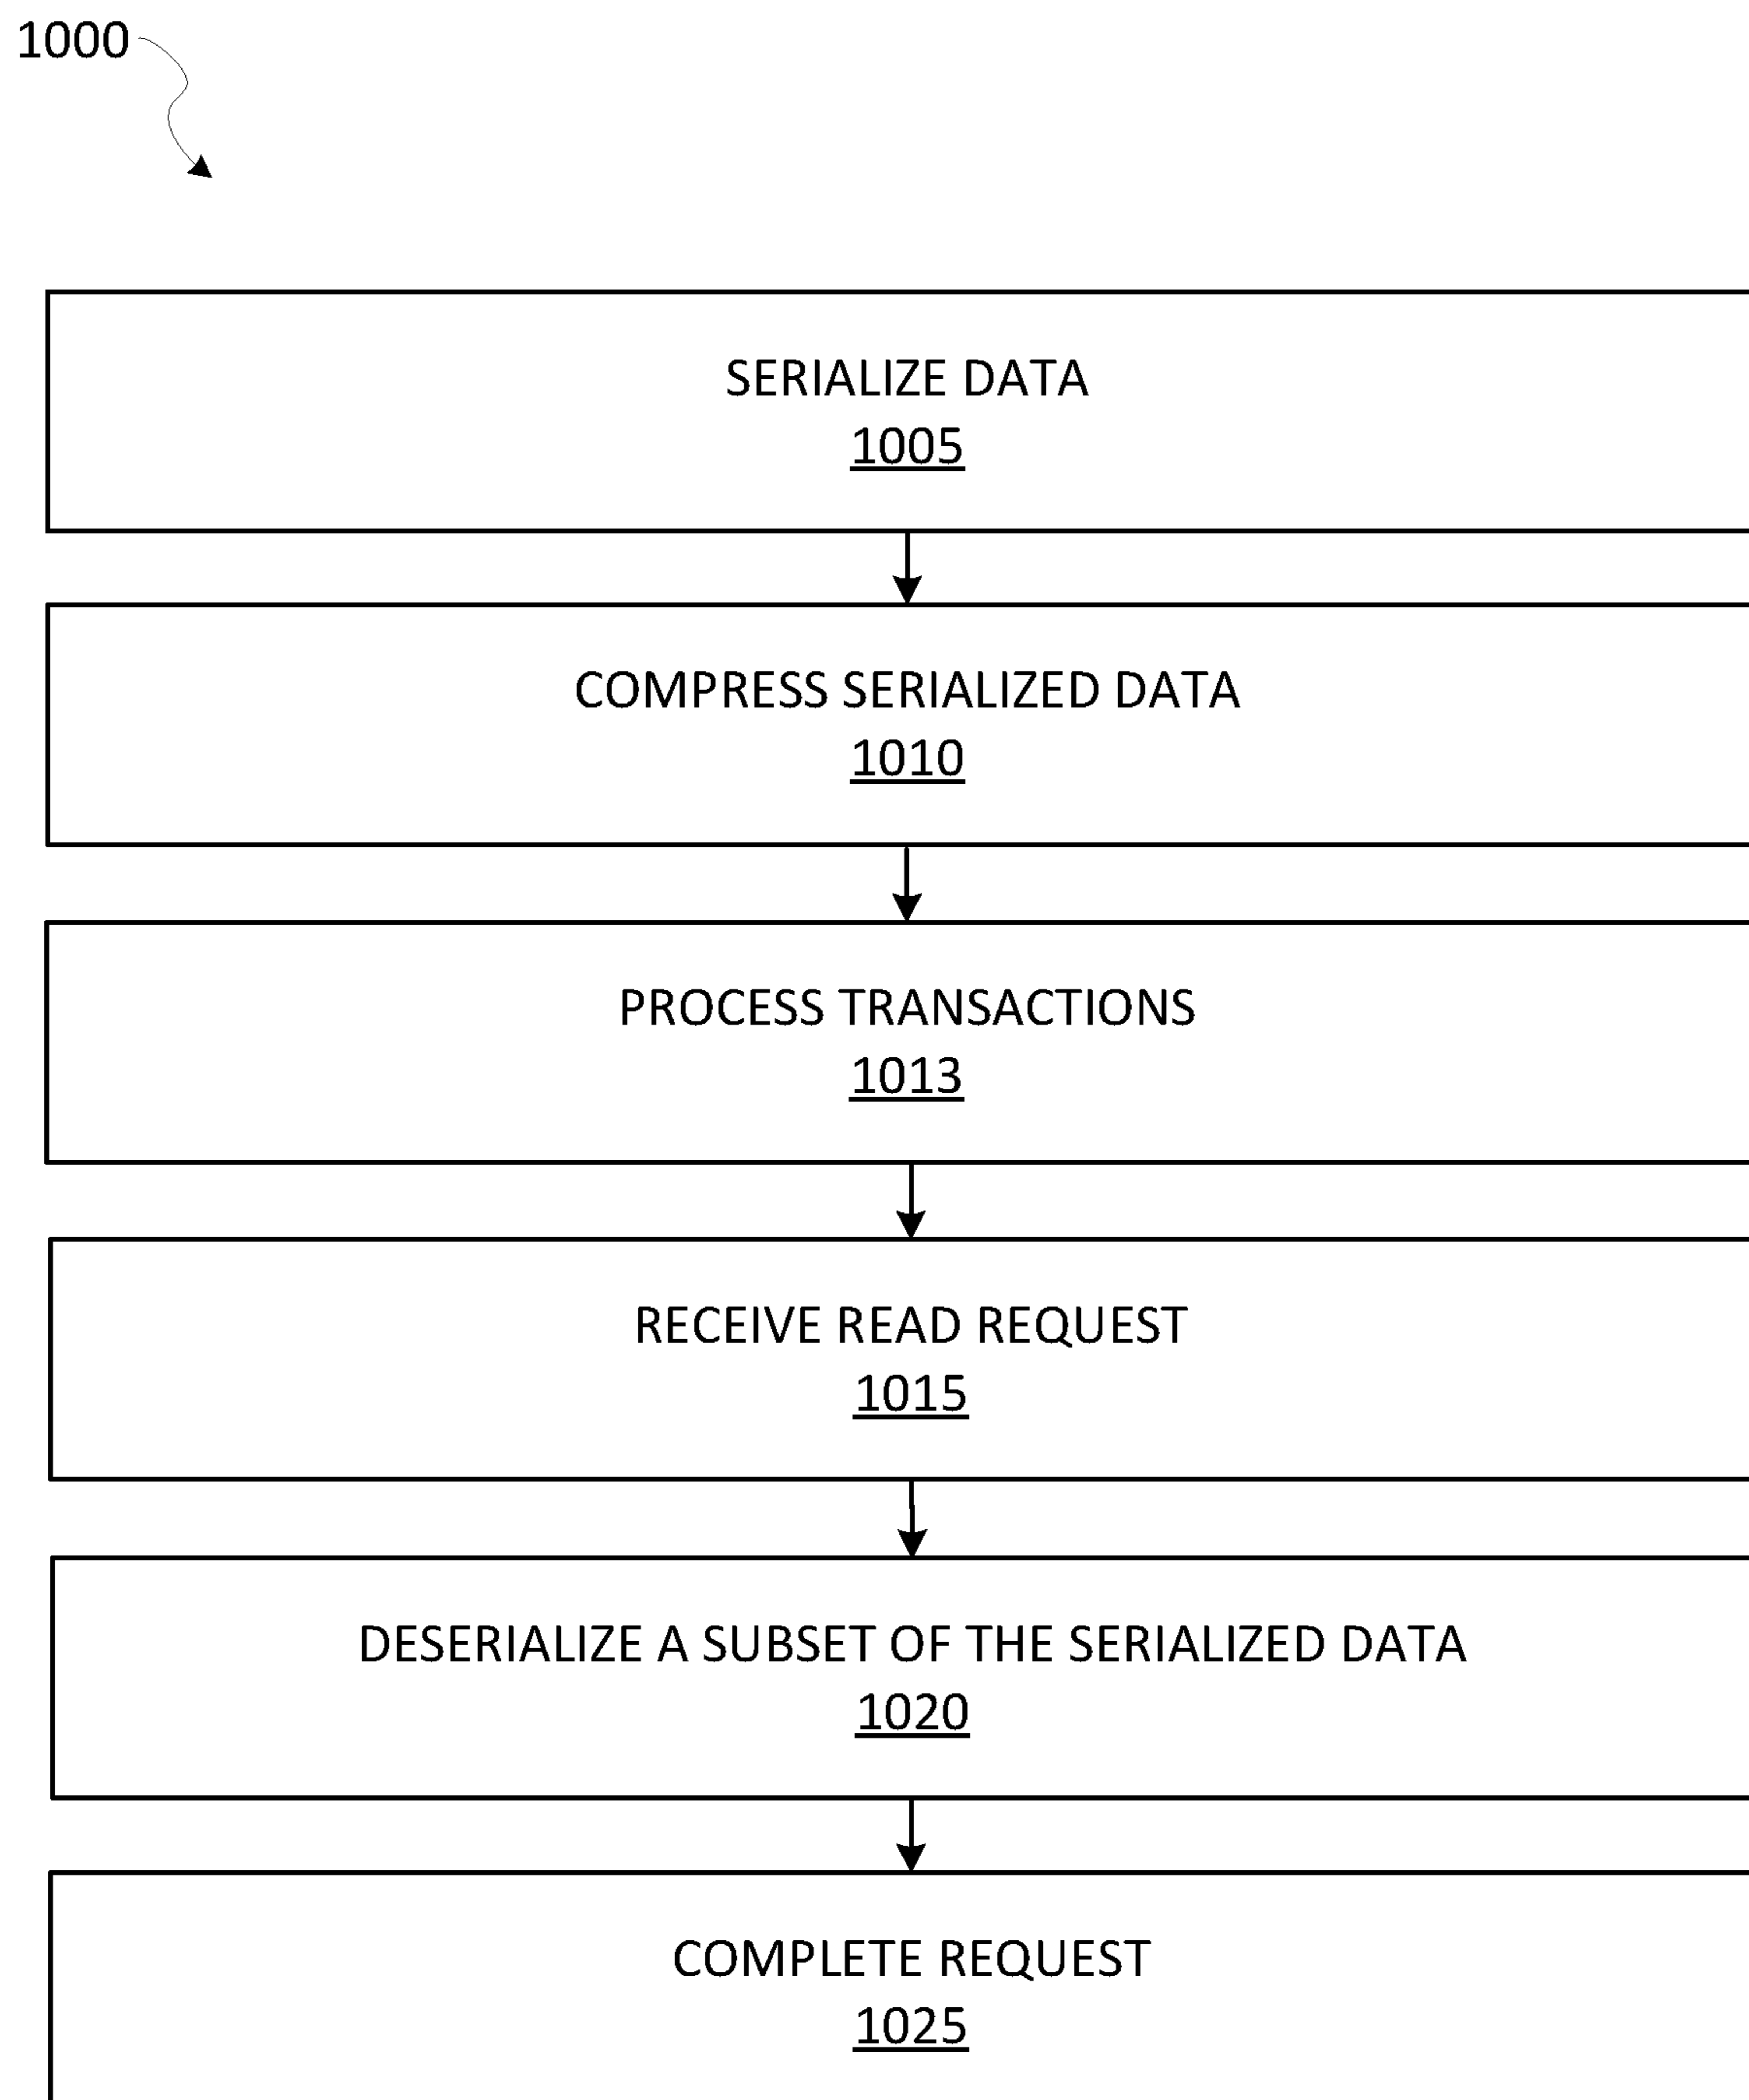 1000
SERIALIZE DATA
1005
COMPRESS SERIALIZED DATA
1010
PROCESS TRANSACTIONS
1013
RECEIVE READ REQUEST
1015
DESERIALIZE A SUBSET OF THE SERIALIZED DATA
1020
COMPLETE REQUEST
1025